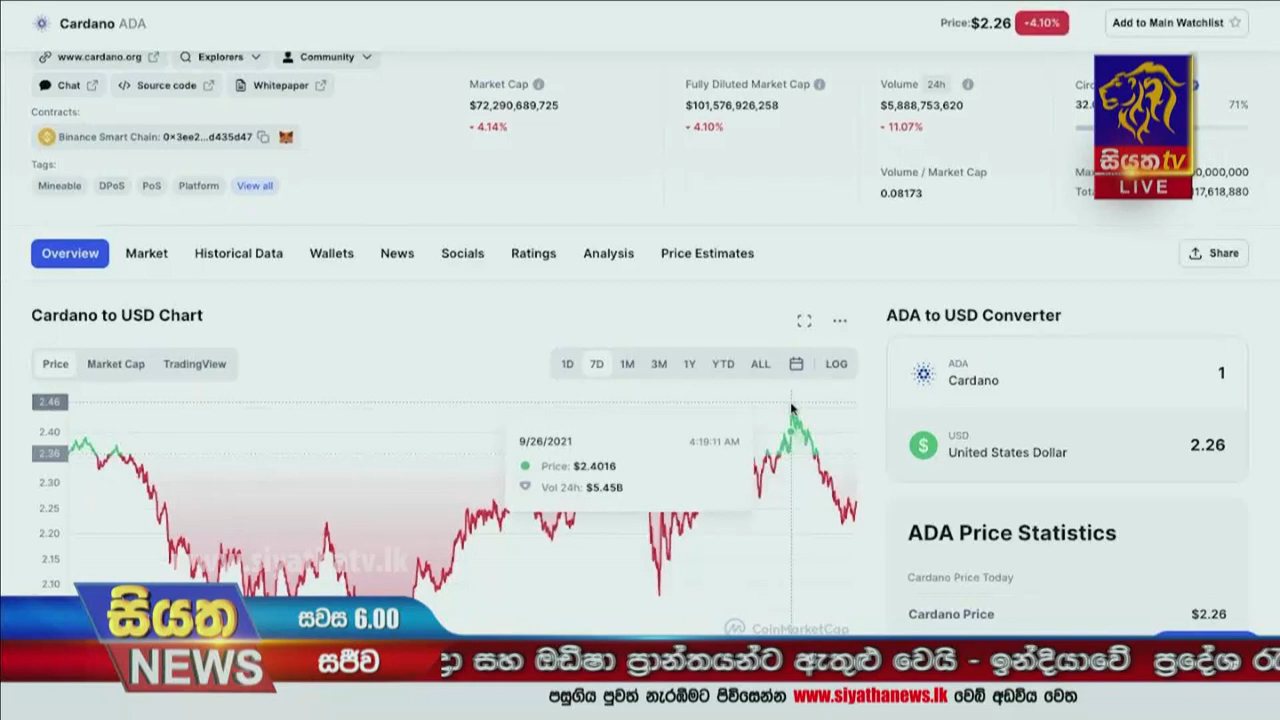 Cardano ADA
Price:$2.26 -4.10% Add to Main Watchlist
www.cardano.org Explorers Community
Chat Source code Whitepaper
Contracts:
Binance Smart Chain: 0x3ee2...d435d47
Tags:
Mineable DPoS PoS Platform View all
Market Cap
$72,290,689,725
- 4.14%
Fully Diluted Market Cap
$101,576,926,258
- 4.10%
Volume 24h
$5,888,753,620
- 11.07%
Volume / Market Cap
0.08173
71%
සියත tv
LIVE
Overview Market Historical Data Wallets News Socials Ratings Analysis Price Estimates Share
Cardano to USD Chart
Price Market Cap TradingView
1D 7D 1M 3M 1Y YTD ALL LOG
2.46
2.40
2.36
2.30
2.25
2.20
2.15
2.10
9/26/2021 4:19:11 AM
Price: $2.4016
Vol 24h: $5.45B
CoinMarketCap
ADA to USD Converter
ADA
Cardano 1
USD
United States Dollar 2.26
ADA Price Statistics
Cardano Price Today
Cardano Price $2.26
www.siyathatv.lk
සියත
NEWS
සවස 6.00
සජීව
සහ ඔඩිෂා ප්‍රාන්තයන්ට ඇතුළු වෙයි - ඉන්දියාවේ ප්‍රදේශ
පසුගිය පුවත් නැරඹීමට පිවිසෙන්න www.siyathanews.lk වෙබ් අඩවිය වෙත